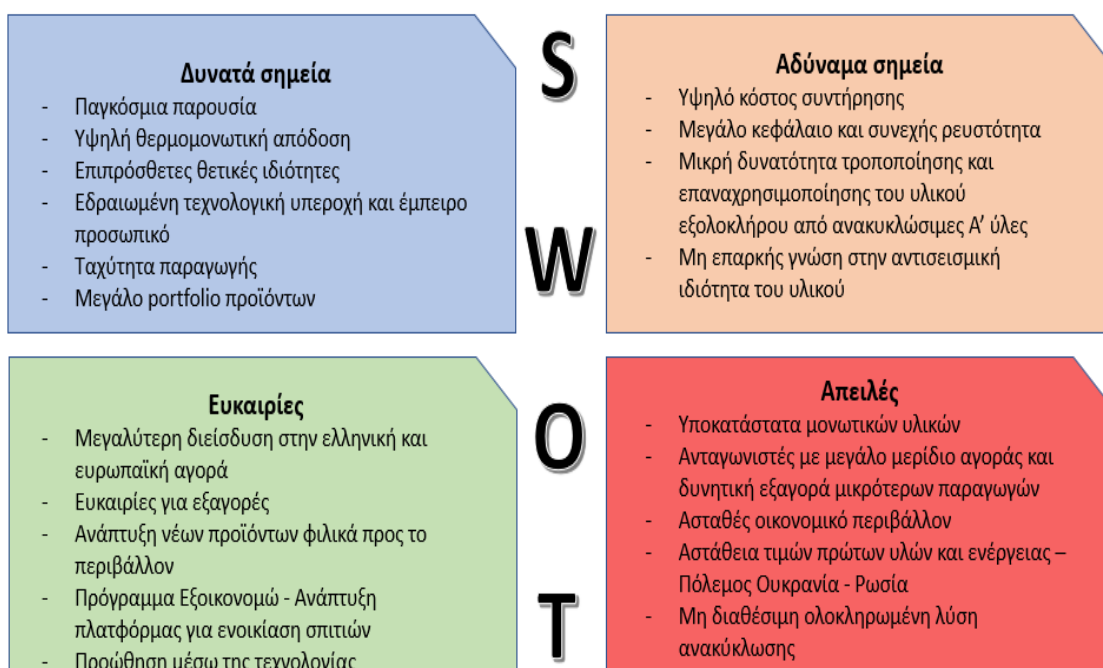 Δυνατά σημεία
- Παγκόσμια παρουσία
- Υψηλή θερμομονωτική απόδοση
- Επιπρόσθετες θετικές ιδιότητες
- Εδραιωμένη τεχνολογική υπεροχή και έμπειρο
προσωπικό
- Ταχύτητα παραγωγής
- Μεγάλο portfolio προϊόντων
S
W
Αδύναμα σημεία
- Υψηλό κόστος συντήρησης
- Μεγάλο κεφάλαιο και συνεχής ρευστότητα
- Μικρή δυνατότητα τροποποίησης και
επαναχρησιμοποίησης του υλικού
εξολοκλήρου από ανακυκλώσιμες Α' ύλες
- Μη επαρκής γνώση στην αντισεισμική
ιδιότητα του υλικού
Ευκαιρίες
- Μεγαλύτερη διείσδυση στην ελληνική και
ευρωπαϊκή αγορά
- Ευκαιρίες για εξαγορές
- Ανάπτυξη νέων προϊόντων φιλικά προς το
περιβάλλον
- Πρόγραμμα Εξοικονομώ - Ανάπτυξη
πλατφόρμας για ενοικίαση σπιτιών
- Προώθηση μέσω της τεχνολογίας
O
T
Απειλές
- Υποκατάστατα μονωτικών υλικών
- Ανταγωνιστές με μεγάλο μερίδιο αγοράς και
δυνητική εξαγορά μικρότερων παραγωγών
- Ασταθές οικονομικό περιβάλλον
- Αστάθεια τιμών πρώτων υλών και ενέργειας –
Πόλεμος Ουκρανία - Ρωσία
- Μη διαθέσιμη ολοκληρωμένη λύση
ανακύκλωσης